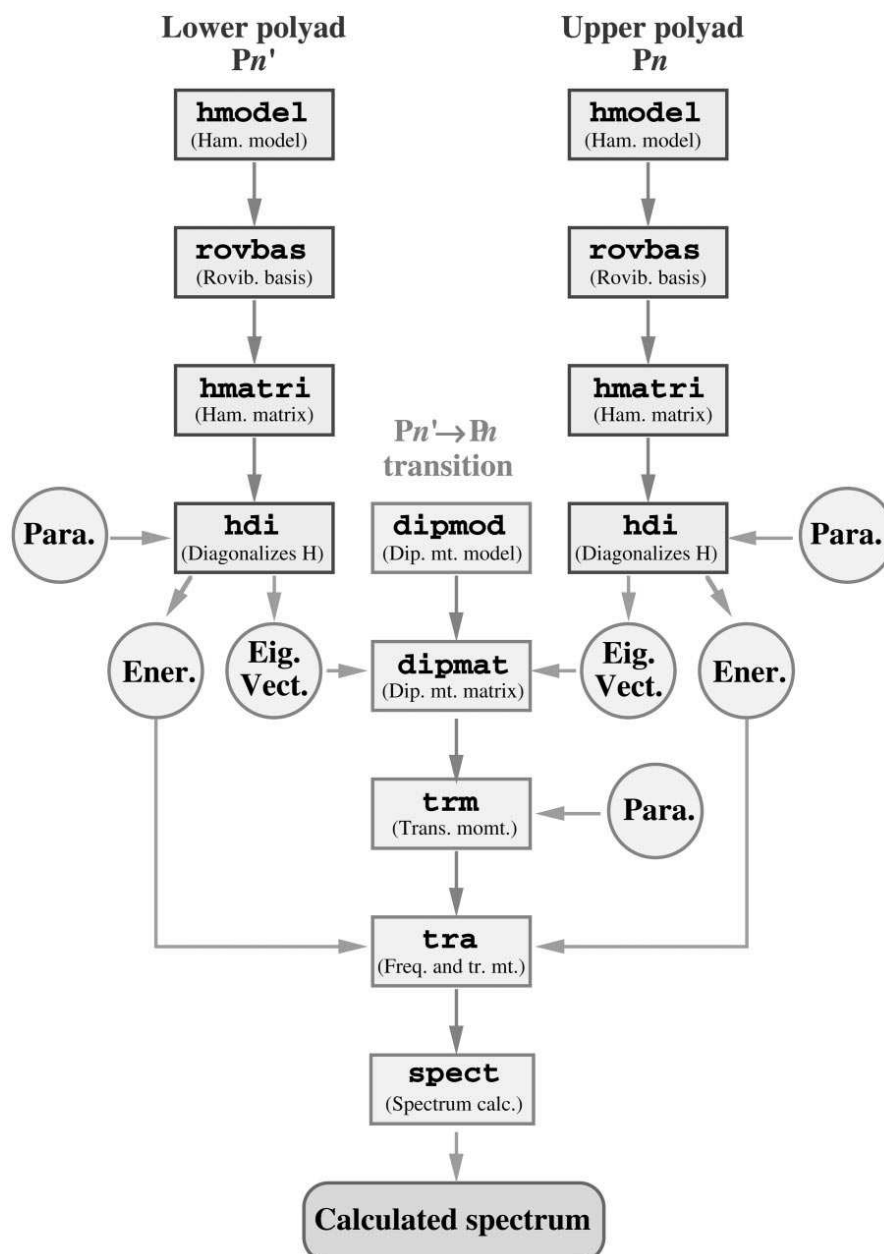 Lower polyad
Pn'
Upper polyad
Pn
hmodel
(Ham. model)
hmodel
(Ham. model)
rovbas
(Rovib. basis)
rovbas
(Rovib. basis)
hmatri
(Ham. matrix)
hmatri
(Ham. matrix)
Pn'→Pn
transition
Para.
hdi
(Diagonalizes H)
dipmod
(Dip. mt. model)
hdi
(Diagonalizes H)
Para.
Ener.
Eig.
Vect.
dipmat
(Dip. mt. matrix)
Eig.
Vect.
Ener.
trm
(Trans. momt.)
Para.
tra
(Freq. and tr. mt.)
spect
(Spectrum calc.)
Calculated spectrum